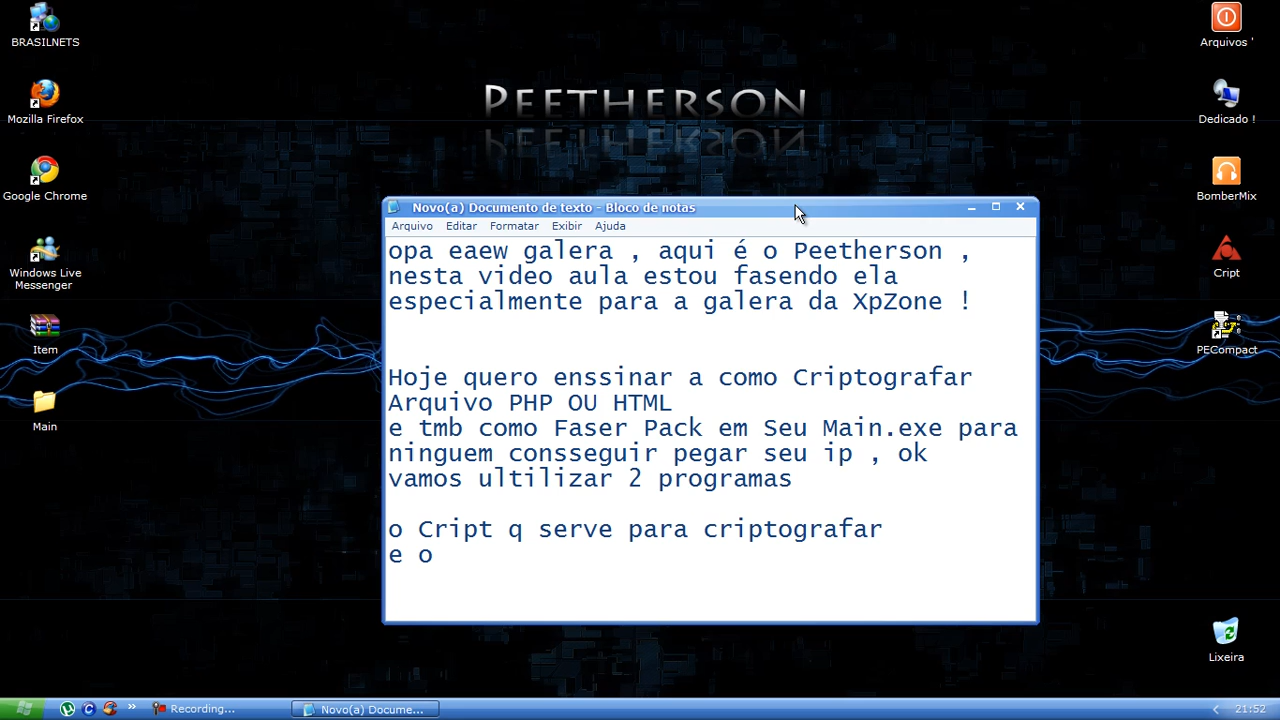 BRASILNETS
Mozilla Firefox
Google Chrome
Windows Live
Messenger
Item
Main
PEETHERSON
Arquivos '
Dedicado !
BomberMix
Cript
PECompact
Lixeira
Novo(a) Documento de texto - Bloco de notas
Arquivo Editar Formatar Exibir Ajuda
opa eaew galera , aqui é o Peetherson ,
nesta video aula estou fasendo ela
especialmente para a galera da XpZone !
Hoje quero enssinar a como Criptografar
Arquivo PHP OU HTML
e tmb como Faser Pack em Seu Main.exe para
ninguem consseguir pegar seu ip , ok
vamos ultilizar 2 programas
o Cript q serve para criptografar
e o
Recording...
Novo(a) Docume...
21:52